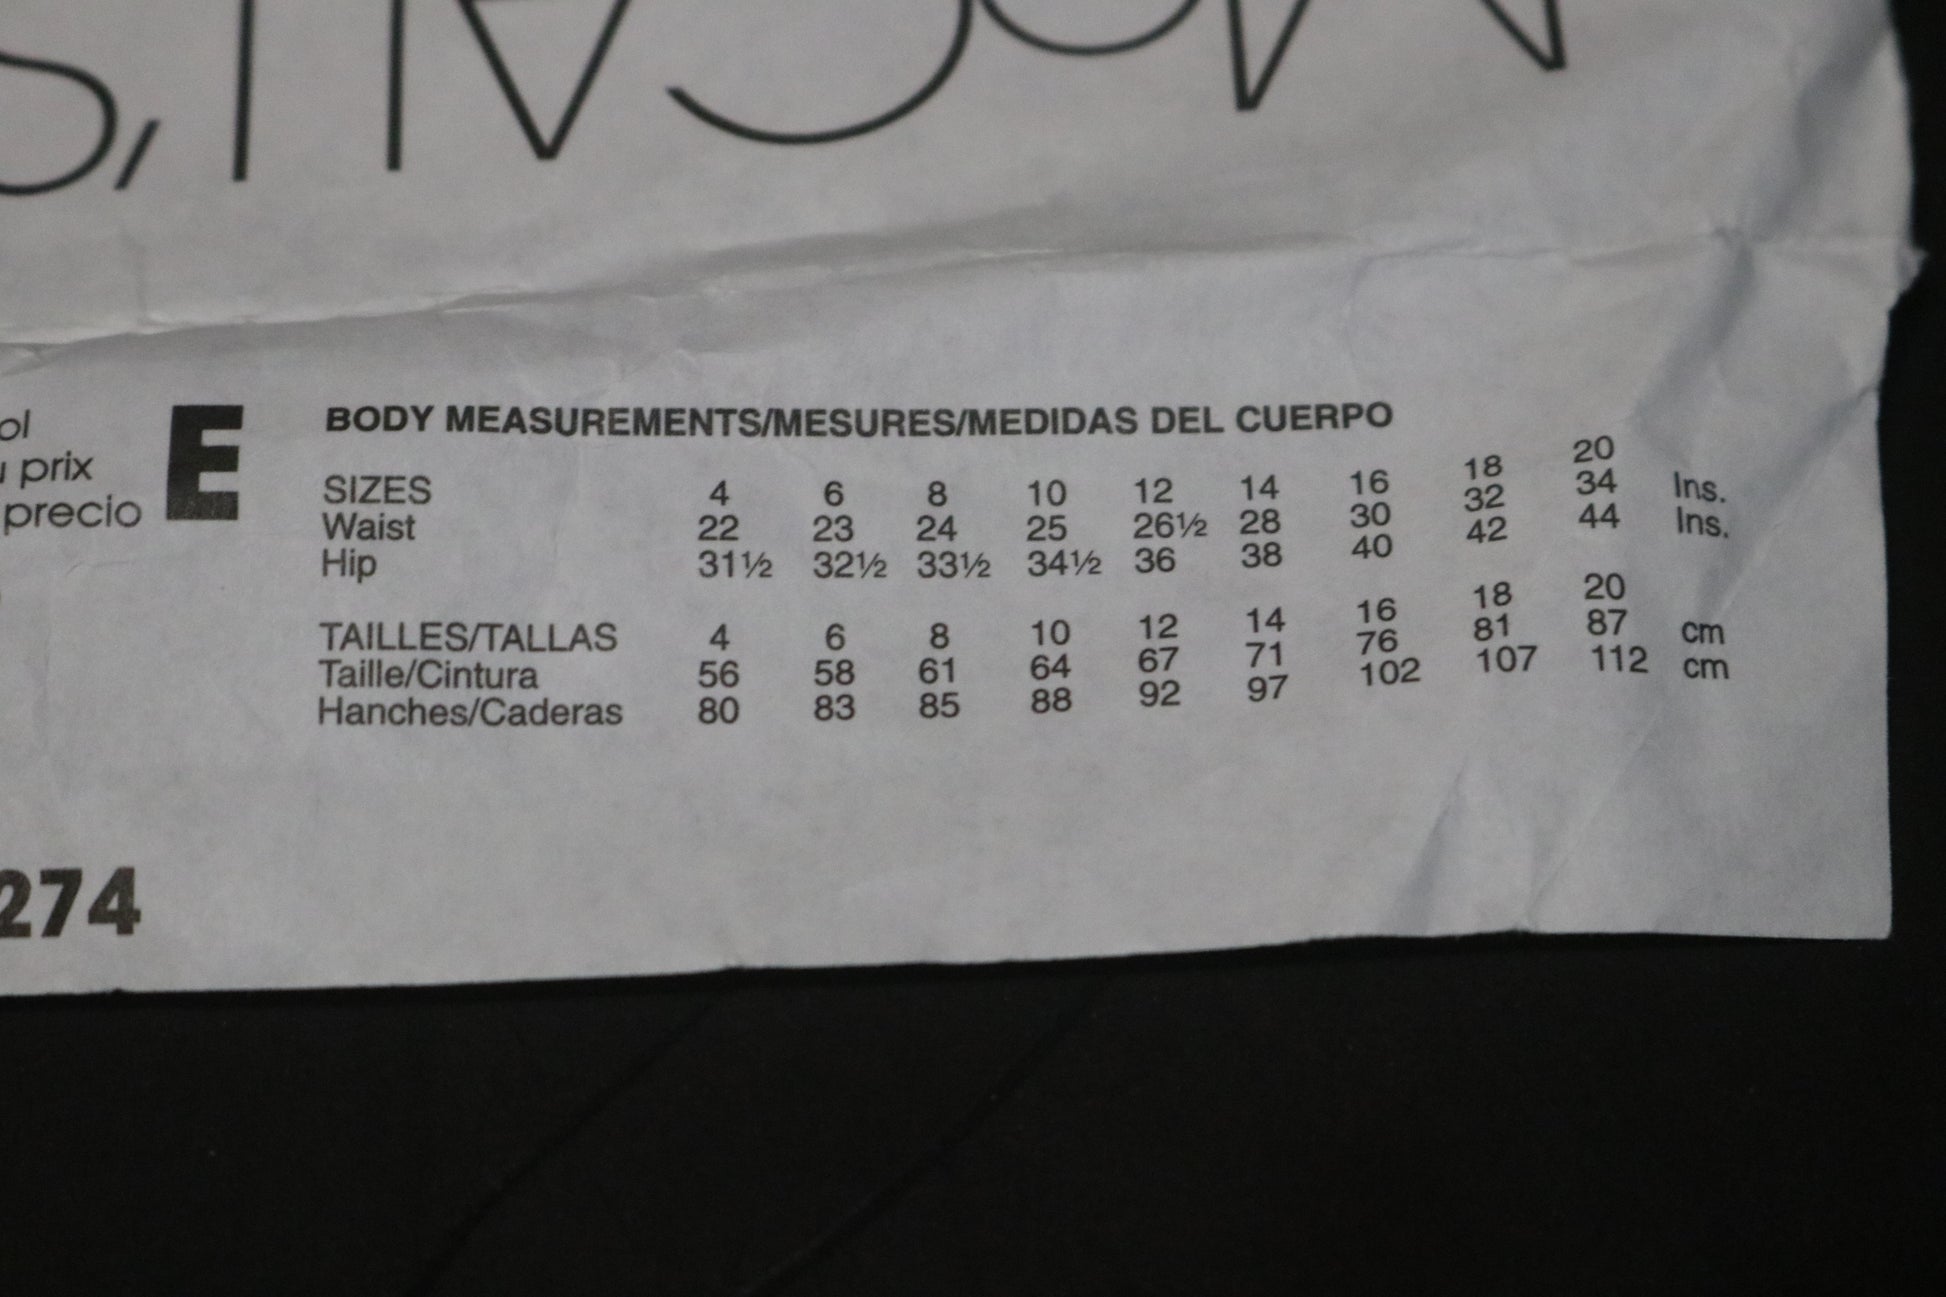 McCALL'S
ol
prix
precio
E
BODY MEASUREMENTS/MESURES/MEDIDAS DEL CUERPO
SIZES 4 6 8 10 12 14 16 18 20
Waist 22 23 24 25 26½ 28 30 32 34 Ins.
Hip 31½ 32½ 33½ 34½ 36 38 40 42 44 Ins.
TAILLES/TALLAS 4 6 8 10 12 14 16 18 20
Taille/Cintura 56 58 61 64 67 71 76 81 87 cm
Hanches/Caderas 80 83 85 88 92 97 102 107 112 cm
274